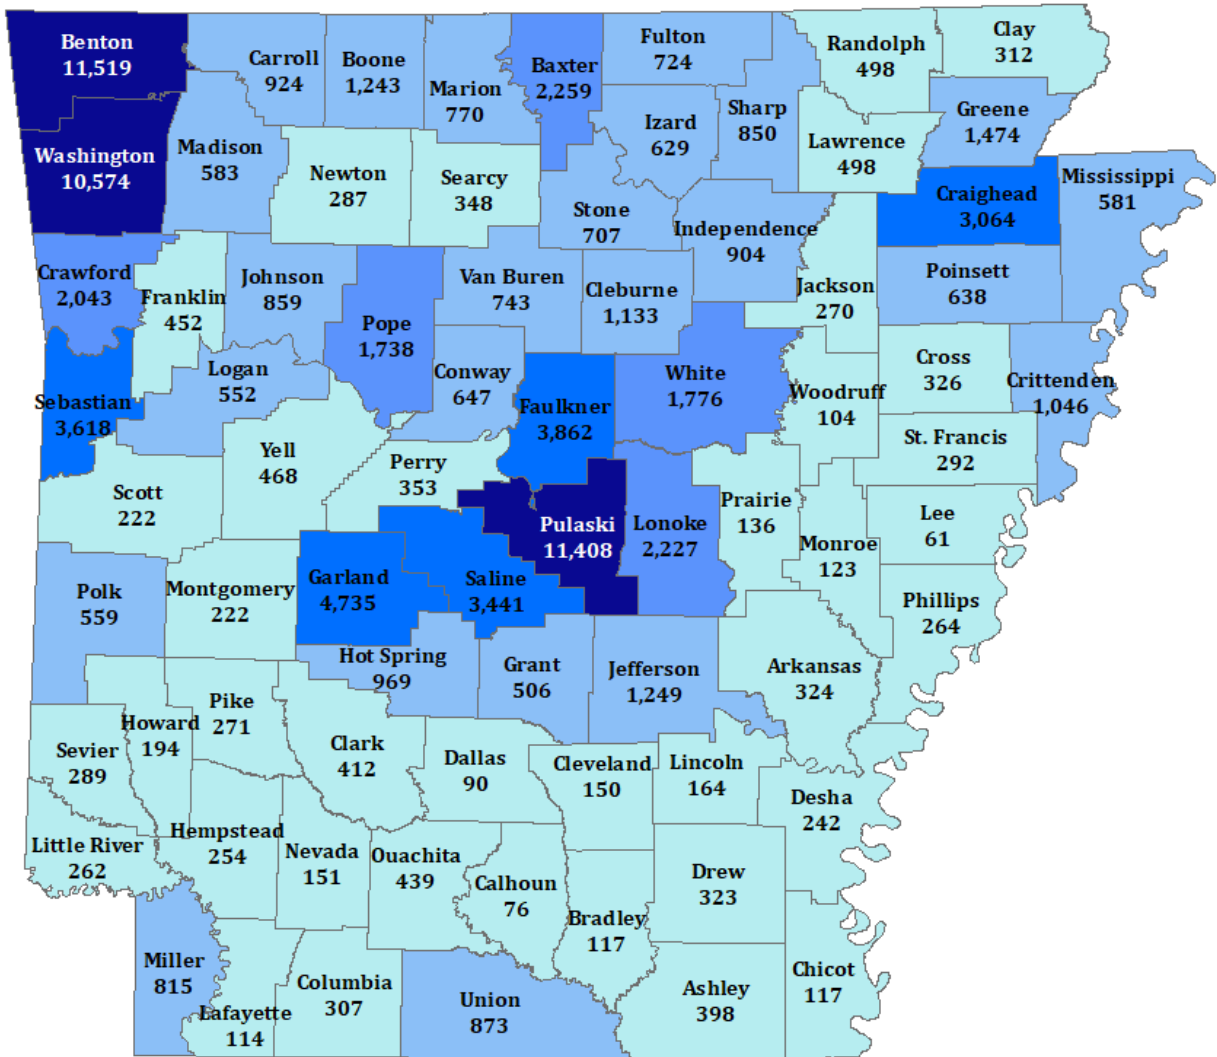 Benton
11,519
Carroll
924
Boone
1,243
Marion
770
Baxter
2,259
Fulton
724
Randolph
498
Clay
312
Washington
10,574
Madison
583
Newton
287
Searcy
348
Izard
629
Sharp
850
Lawrence
498
Greene
1,474
Stone
707
Independence
904
Craighead
3,064
Mississippi
581
Crawford
2,043
Franklin
452
Johnson
859
Pope
1,738
Van Buren
743
Cleburne
1,133
Jackson
270
Poinsett
638
Sebastian
3,618
Logan
552
Conway
647
Faulkner
3,862
White
1,776
Woodruff
104
Cross
326
Crittenden
1,046
Scott
222
Yell
468
Perry
353
St. Francis
292
Pulaski
11,408
Lonoke
2,227
Prairie
136
Monroe
123
Lee
61
Polk
559
Montgomery
222
Garland
4,735
Saline
3,441
Phillips
264
Hot Spring
969
Grant
506
Jefferson
1,249
Arkansas
324
Sevier
289
Howard
194
Pike
271
Clark
412
Dallas
90
Cleveland
150
Lincoln
164
Desha
242
Little River
262
Hempstead
254
Nevada
151
Ouachita
439
Calhoun
76
Bradley
117
Drew
323
Miller
815
Lafayette
114
Columbia
307
Union
873
Ashley
398
Chicot
117